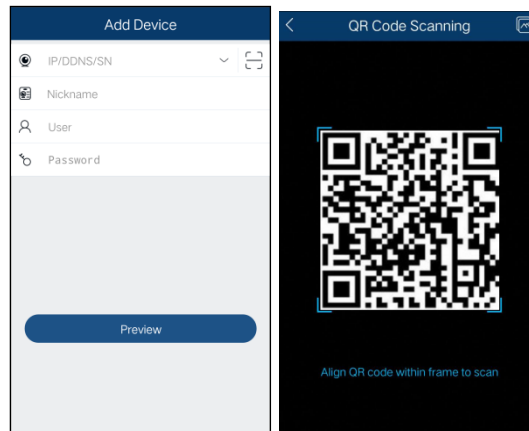 Add Device
IP/DDNS/SN
Nickname
User
Password
Preview
QR Code Scanning
Align QR code within frame to scan